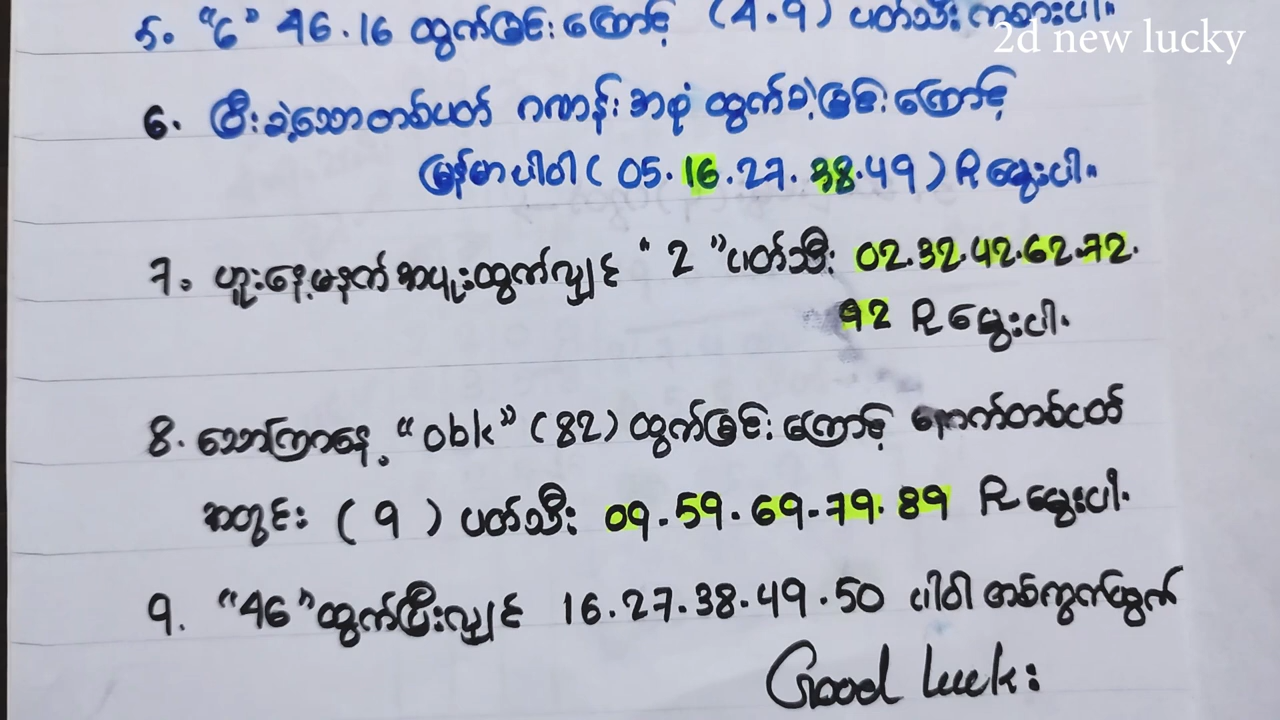 5. "6" 46.16 ထွက်ခြင်းကြောင့် (4.9) ပတ်သီး ကစားပါ။
2d new lucky
6. ပြီးခဲ့သောတစ်ပတ် ဂဏန်းအစုံ ထွက်ခဲ့ခြင်းကြောင့်
မြန်မာပါဝါ ( 05.16.27.38.49 ) R မွေးပါ။
7. ဟူးနေ့မနက် အပူးထွက်လျှင် "2" ပတ်သီး 02.32.42.62.72.
92 R မွေးပါ.
8. သောကြာနေ့ "obk" (82) ထွက်ခြင်းကြောင့် နောက်တစ်ပတ်
အတွင်း ( 9 ) ပတ်သီး 09.59.69.79.89 R မွေးပါ.
9. "46" ထွက်ပြီးလျှင် 16.27.38.49.50 ပါဝါ တစ်ကွက်ထွက်
Good luck: